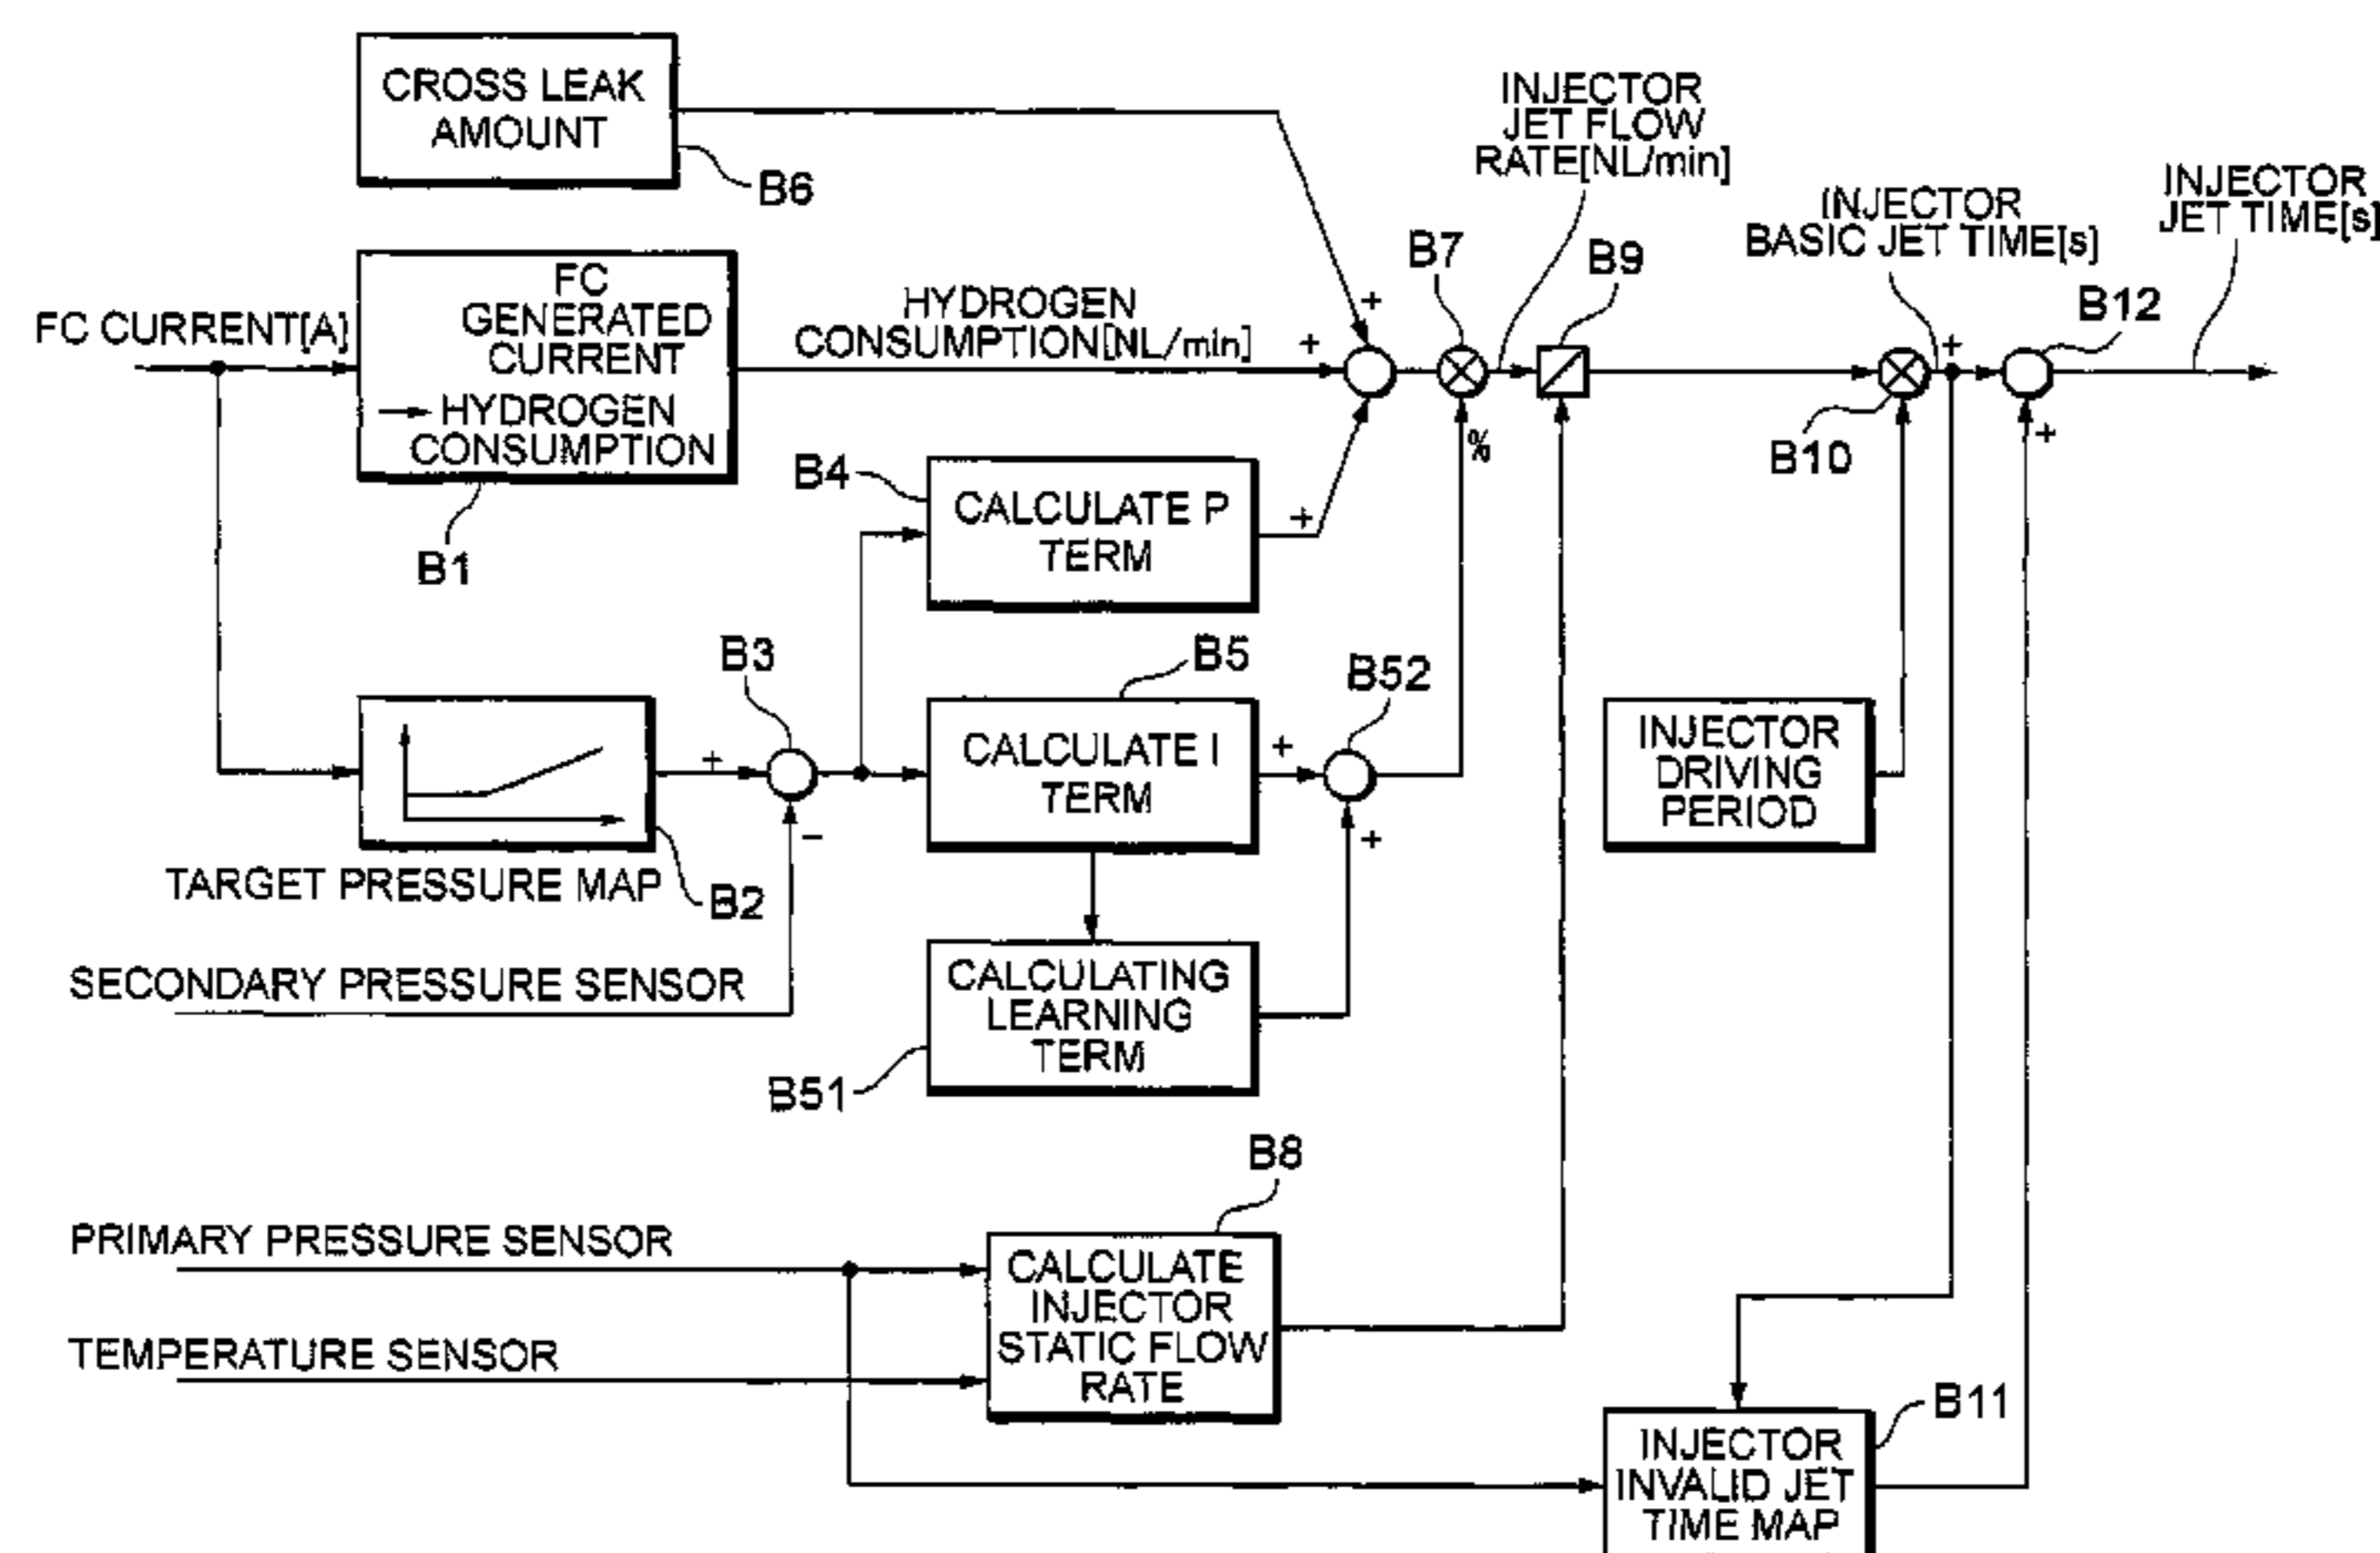 CROSS LEAK
AMOUNT
B6
INJECTOR
JET FLOW
RATE[NL/min]
INJECTOR
BASIC JET TIME[s]
INJECTOR
JET TIME[s]
FC CURRENT[A]
FC
GENERATED
CURRENT
HYDROGEN
CONSUMPTION
B1
HYDROGEN
CONSUMPTION[NL/min]
+
+
+
B7
%
B9
B10
+
B12
+
B4
CALCULATE P
TERM
B3
+
−
TARGET PRESSURE MAP
B2
SECONDARY PRESSURE SENSOR
B5
CALCULATE I
TERM
+
B52
+
CALCULATING
LEARNING
TERM
B51
INJECTOR
DRIVING
PERIOD
B8
PRIMARY PRESSURE SENSOR
TEMPERATURE SENSOR
CALCULATE
INJECTOR
STATIC FLOW
RATE
B11
INJECTOR
INVALID JET
TIME MAP